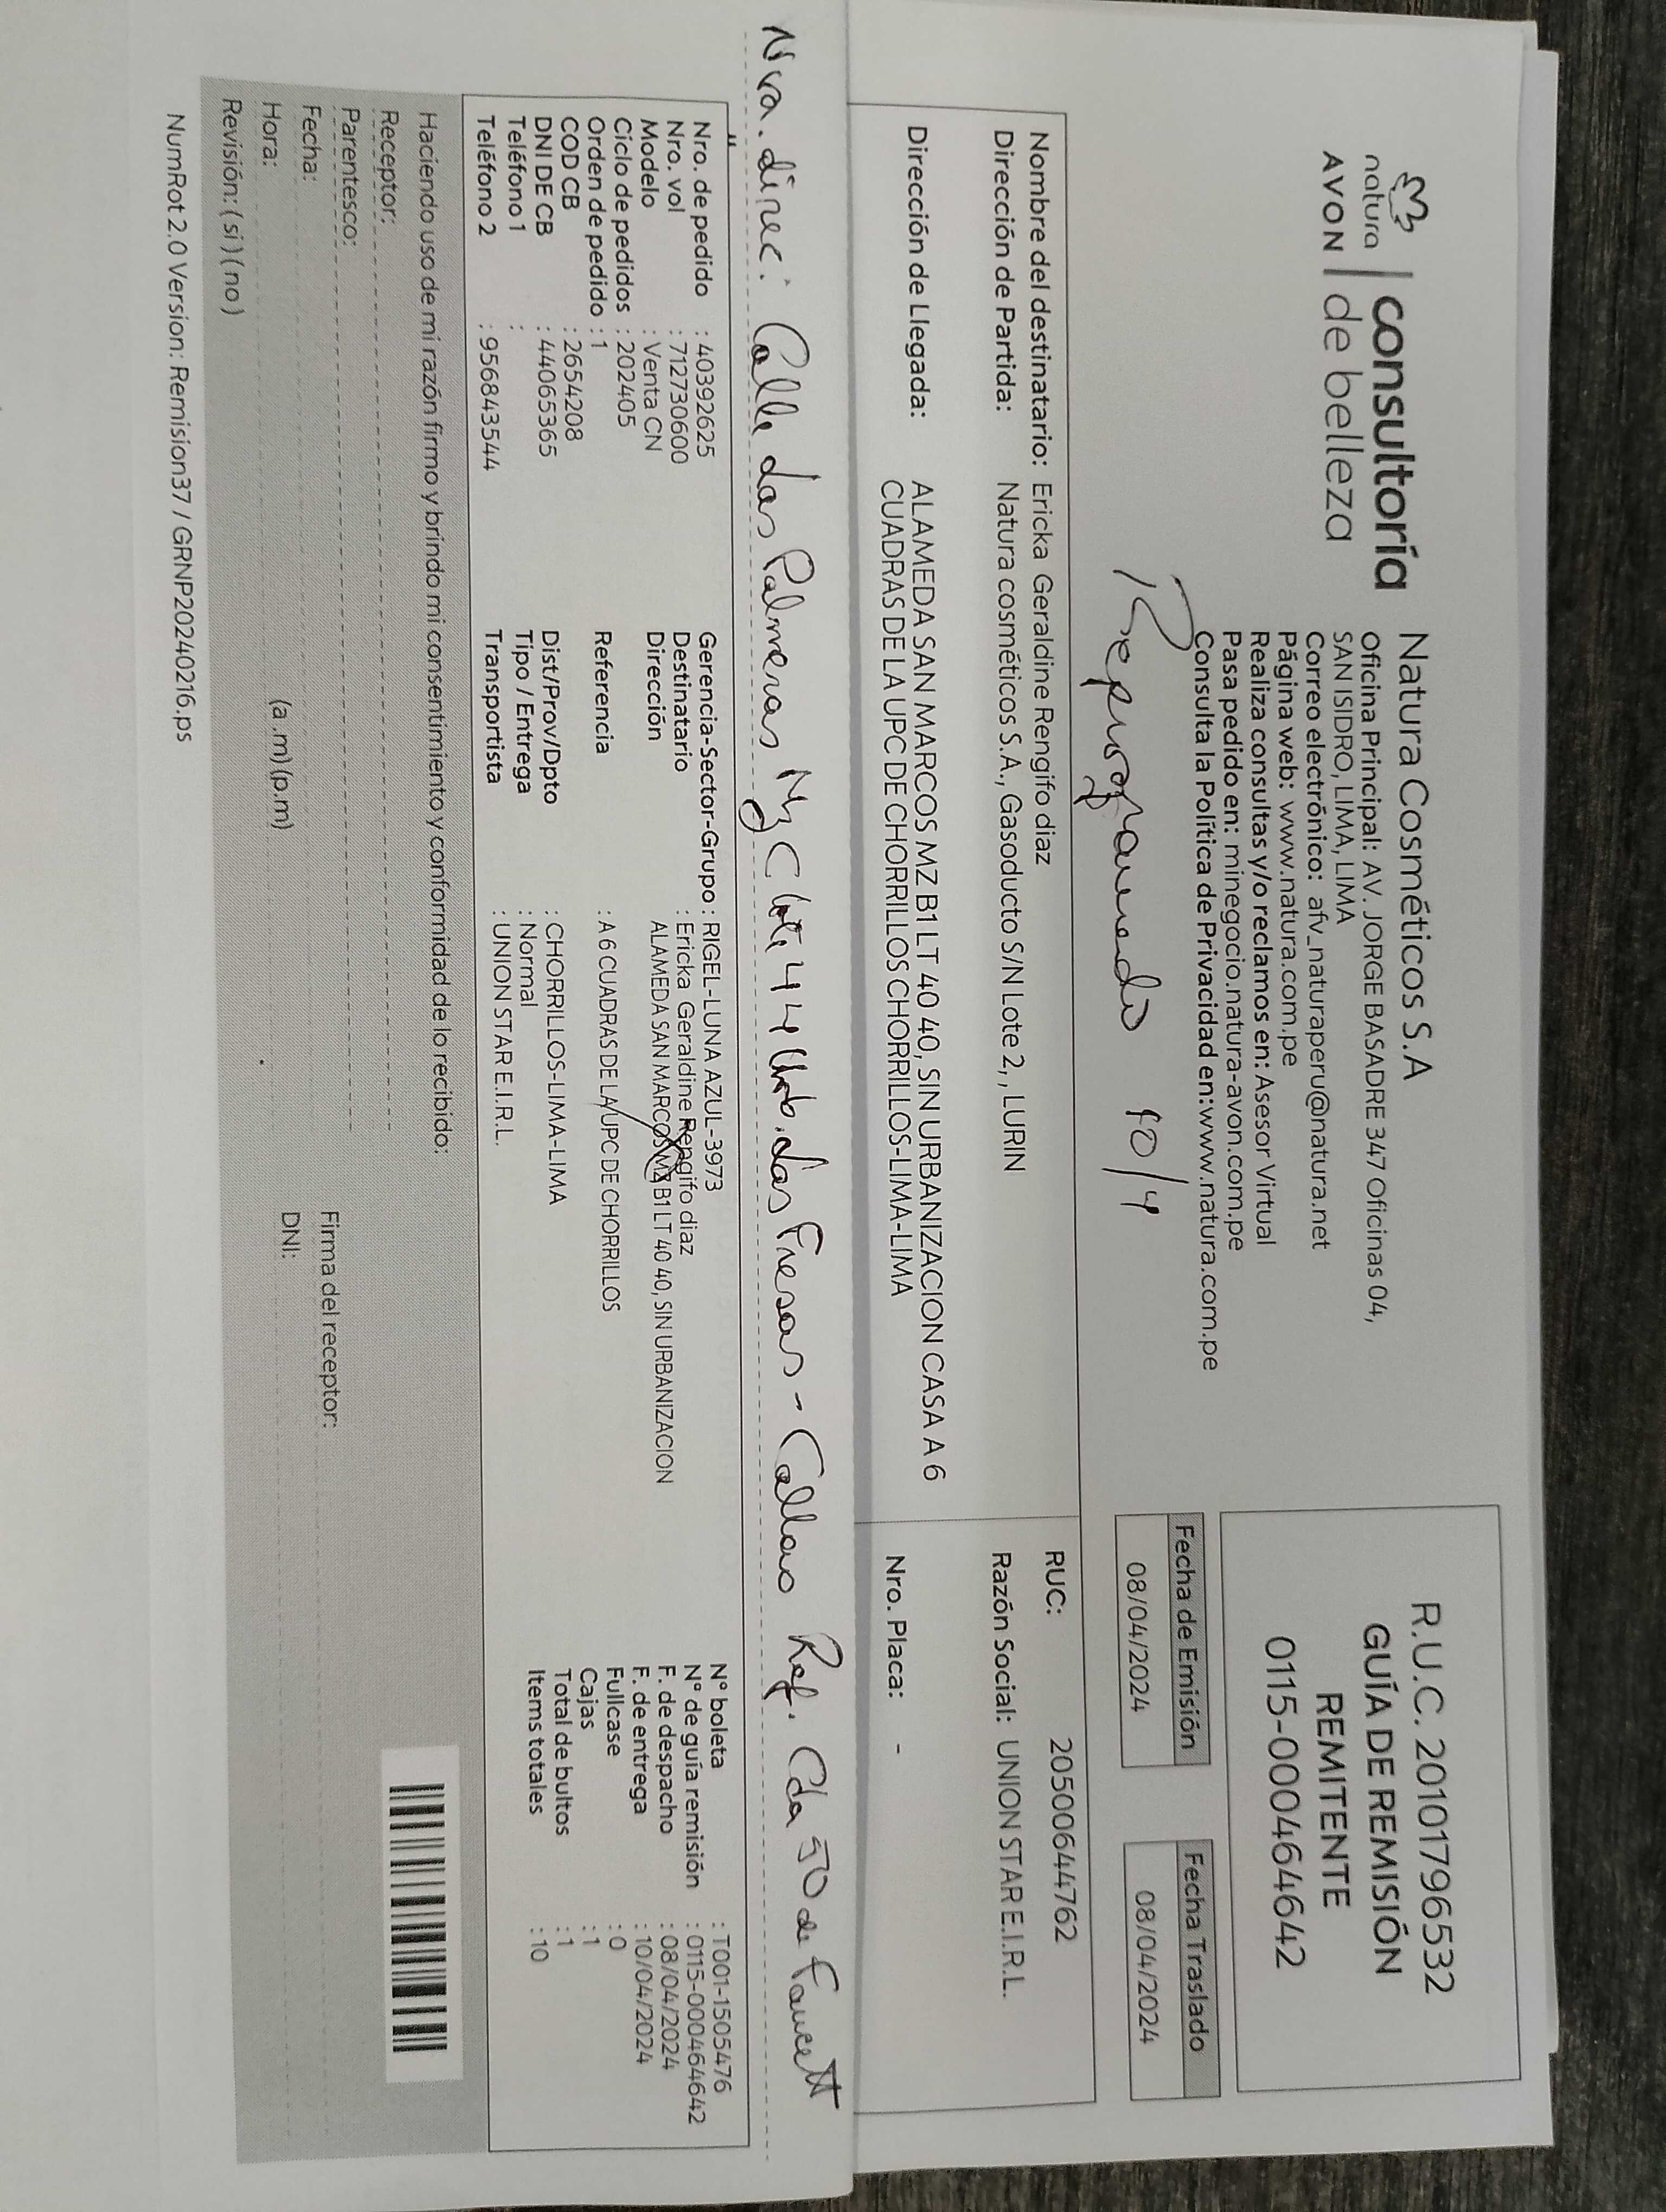 natura
AVON
consultoría
de belleza
Natura Cosméticos S.A
Oficina Principal: AV. JORGE BASADRE 347 Oficinas 04,
SAN ISIDRO, LIMA, LIMA
Correo electrónico: afv_naturaperu@natura.net
Página web: www.natura.com.pe
Realiza consultas y/o reclamos en: Asesor Virtual
Pasa pedido en: minegocio.natura-avon.com.pe
Consulta la Política de Privacidad en:www.natura.com.pe
R.U.C. 20101796532
GUÍA DE REMISIÓN
REMITENTE
0115-000464642
Reprogramado 10/4
Fecha de Emisión
08/04/2024
Fecha Traslado
08/04/2024
Nombre del destinatario: Ericka Geraldine Rengifo diaz
Dirección de Partida: Natura cosméticos S.A., Gasoducto S/N Lote 2, , LURIN
Dirección de Llegada: ALAMEDA SAN MARCOS MZ B1 LT 40 40, SIN URBANIZACION CASA A 6
CUADRAS DE LA UPC DE CHORRILLOS CHORRILLOS-LIMA-LIMA
RUC: 20500644762
Razón Social: UNION STAR E.I.R.L.
Nro. Placa: -
Nva. direc: Calle Las Palmeras Mz C lote 44 Urb. Las Fresas - Callao Ref. Cda 50 de Faucett
Nro. de pedido : 40392625
Nro. vol : 712730600
Modelo : Venta CN
Ciclo de pedidos : 202405
Orden de pedido : 1
COD CB : 2654208
DNI DE CB : 44065365
Teléfono 1 :
Teléfono 2 : 956843544
Gerencia-Sector-Grupo : RIGEL-LUNA AZUL-3973
Destinatario : Ericka Geraldine Rengifo diaz
Dirección ALAMEDA SAN MARCOS MZ B1 LT 40 40, SIN URBANIZACION
Referencia : A 6 CUADRAS DE LA UPC DE CHORRILLOS
Dist/Prov/Dpto : CHORRILLOS-LIMA-LIMA
Tipo / Entrega : Normal
Transportista : UNION STAR E.I.R.L.
N° boleta : T001-1505476
N° de guía remisión : 0115-000464642
F. de despacho : 08/04/2024
F. de entrega : 10/04/2024
Fullcase : 0
Cajas : 1
Total de bultos : 1
Items totales : 10
Haciendo uso de mi razón firmo y brindo mi consentimiento y conformidad de lo recibido:
Receptor:
Parentesco:
Fecha:
Hora: (a .m) (p.m)
Revisión: ( si ) ( no )
Firma del receptor:
DNI:
NumRot 2.0 Version: Remision37 / GRNP20240216.ps